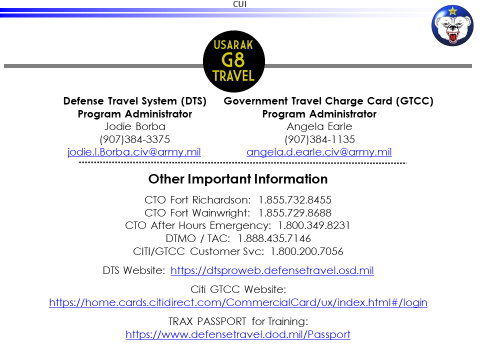 CUI
USARAK
G8
TRAVEL
Defense Travel System (DTS)
Program Administrator
Jodie Borba
(907)384-3375
jodie.l.Borba.civ@army.mil
Government Travel Charge Card (GTCC)
Program Administrator
Angela Earle
(907)384-1135
angela.d.earle.civ@army.mil
Other Important Information
CTO Fort Richardson: 1.855.732.8455
CTO Fort Wainwright: 1.855.729.8688
CTO After Hours Emergency: 1.800.349.8231
DTMO / TAC: 1.888.435.7146
CITI/GTCC Customer Svc: 1.800.200.7056
DTS Website: https://dtsproweb.defensetravel.osd.mil
Citi GTCC Website:
https://home.cards.citidirect.com/CommercialCard/ux/index.html#/login
TRAX PASSPORT for Training:
https://www.defensetravel.dod.mil/Passport